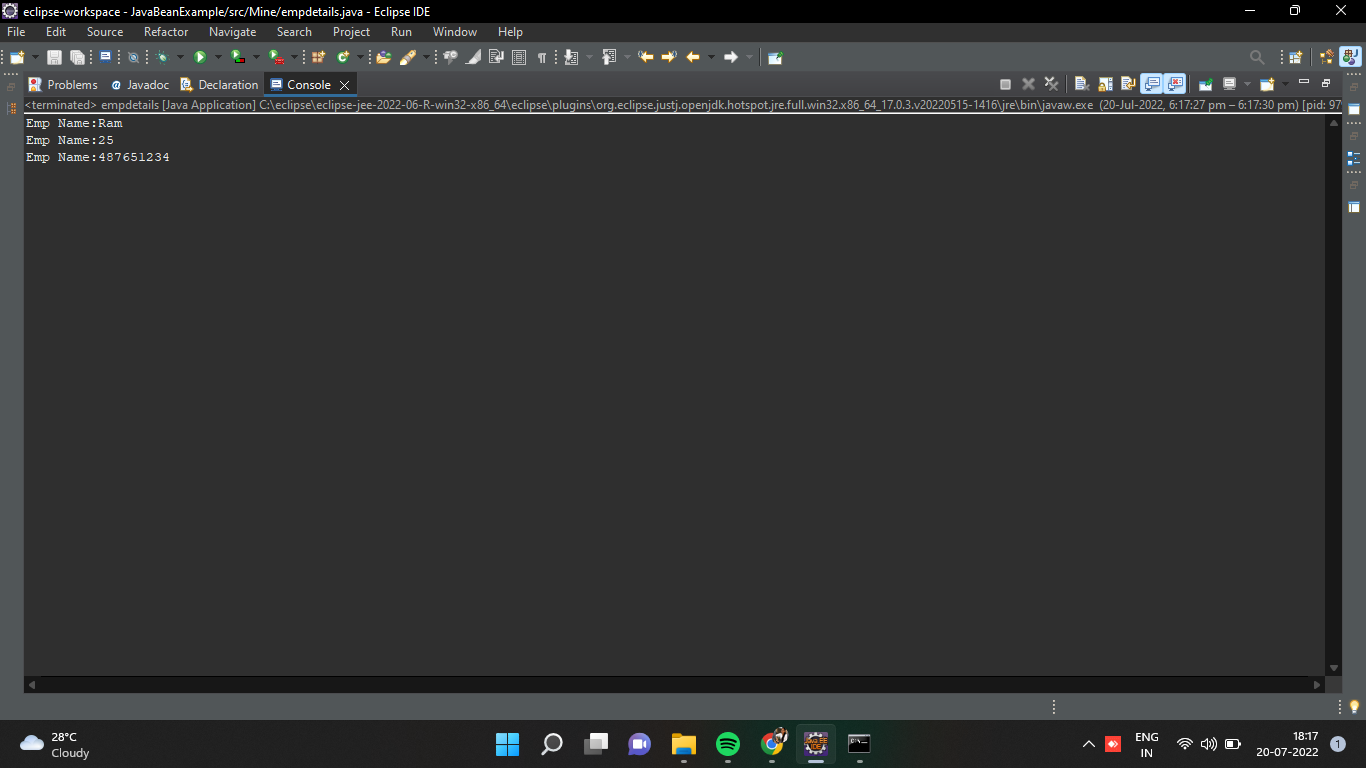 eclipse-workspace - JavaBeanExample/src/Mine/empdetails.java - Eclipse IDE
File Edit Source Refactor Navigate Search Project Run Window Help
Problems @ Javadoc Declaration Console
<terminated> empdetails [Java Application] C:\eclipse\eclipse-jee-2022-06-R-win32-x86_64\eclipse\plugins\org.eclipse.justj.openjdk.hotspot.jre.full.win32.x86_64_17.0.3.v20220515-1416\jre\bin\javaw.exe (20-Jul-2022, 6:17:27 pm – 6:17:30 pm) [pid: 97
Emp Name:Ram
Emp Name:25
Emp Name:487651234
28°C
Cloudy
JAVA EE
IDE
ENG
IN
18:17
20-07-2022
1